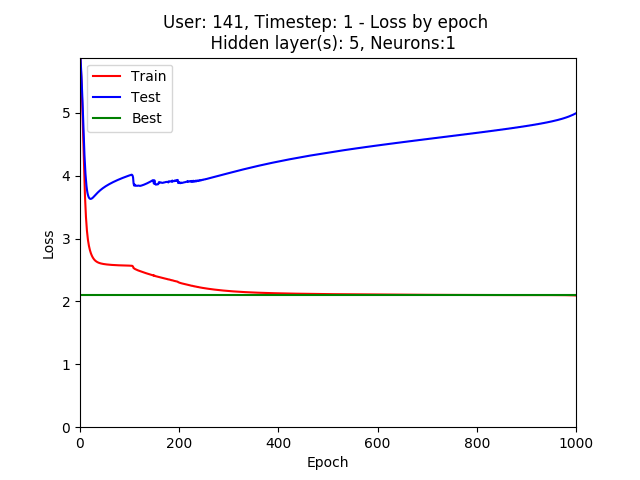 User: 141, Timestep: 1 - Loss by epoch
Hidden layer(s): 5, Neurons:1
Train
Test
Best
5
4
3
2
1
0
Loss
0 200 400 600 800 1000
Epoch